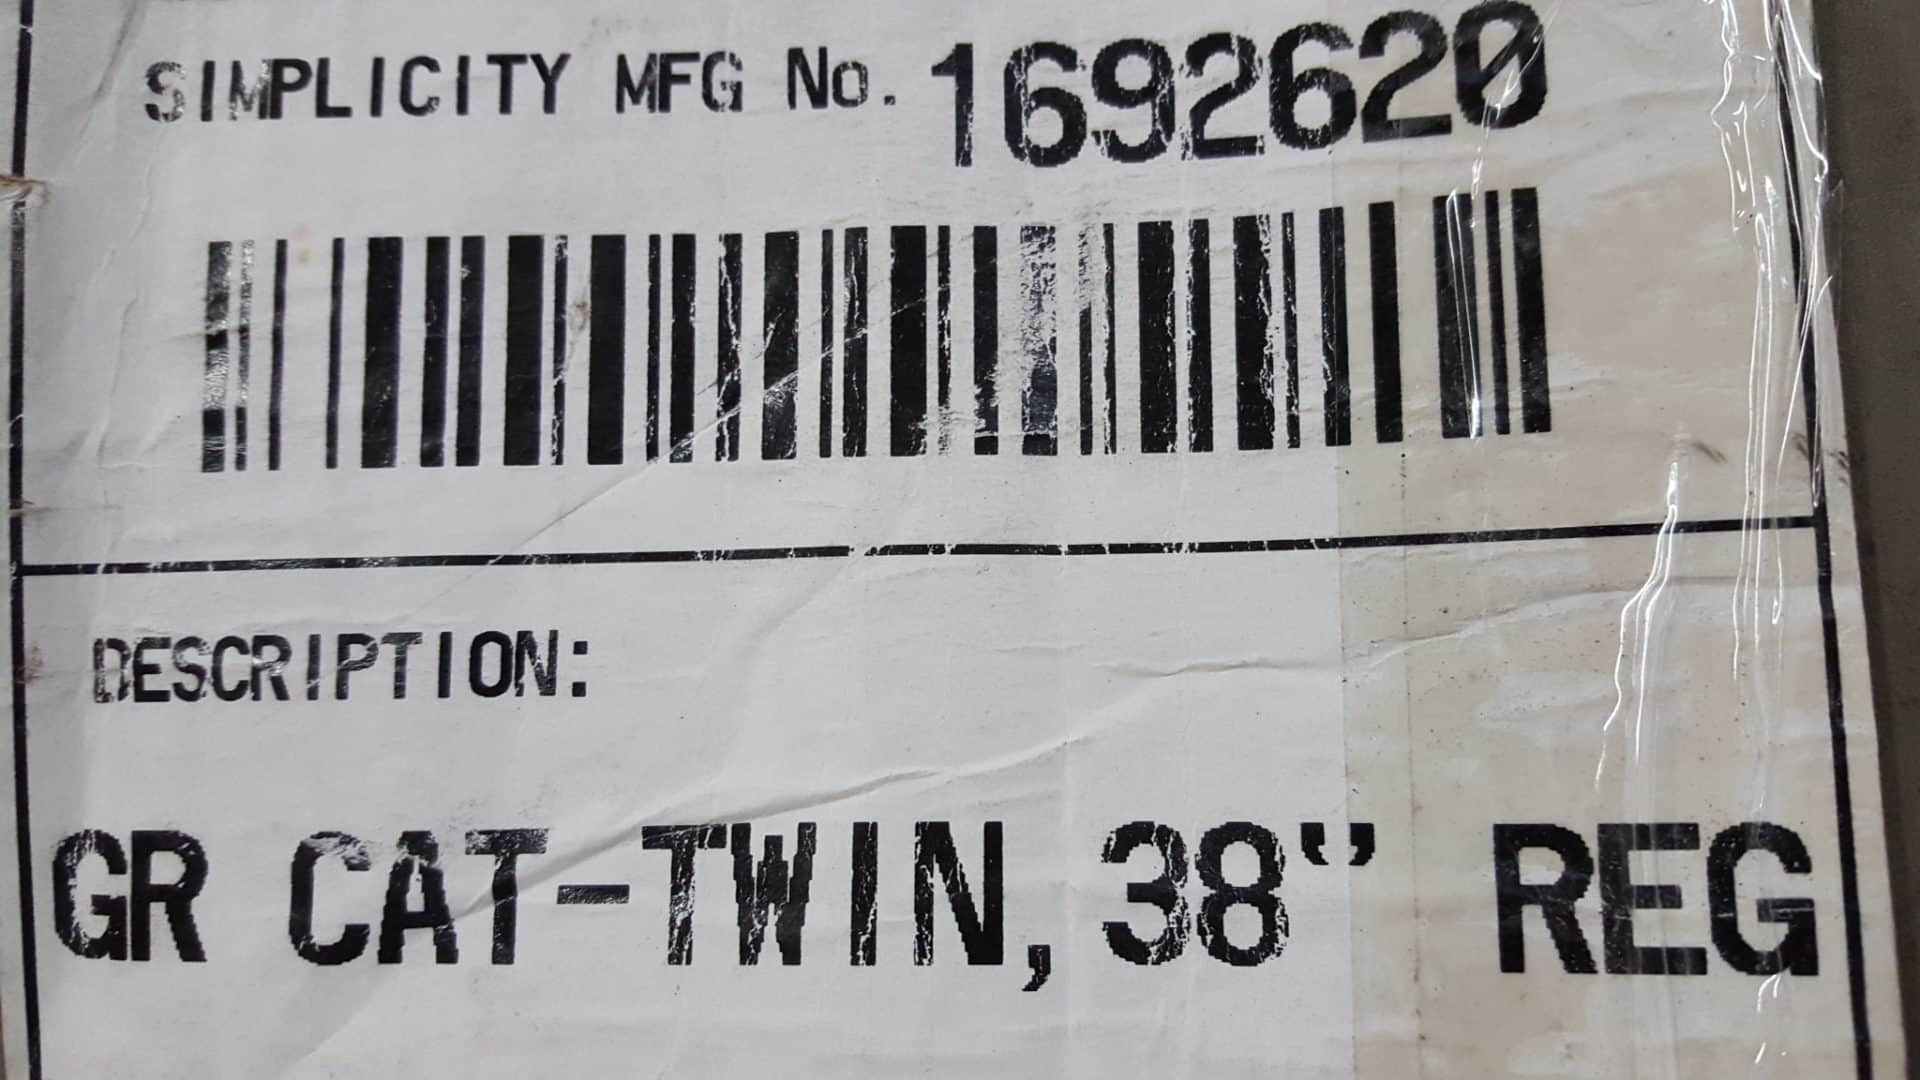 SIMPLICITY MFG No. 1692620
DESCRIPTION:
GR CAT-TWIN, 38" REG